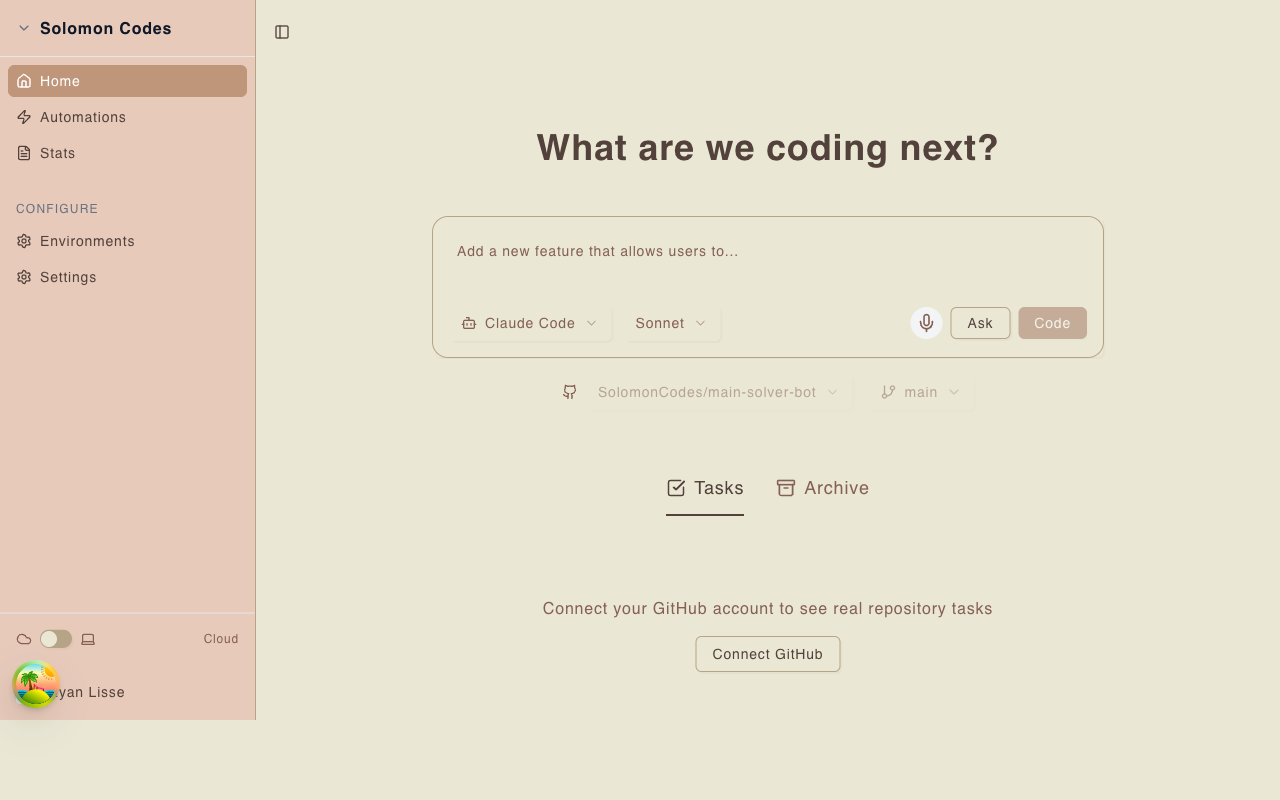 Solomon Codes
Home
Automations
Stats
CONFIGURE
Environments
Settings
Cloud
yan Lisse
What are we coding next?
Add a new feature that allows users to...
Claude Code
Sonnet
Ask
Code
SolomonCodes/main-solver-bot
main
Tasks
Archive
Connect your GitHub account to see real repository tasks
Connect GitHub